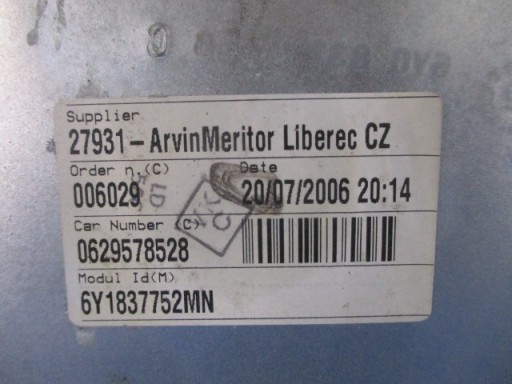 Supplier
27931-ArvinMeritor Liberec CZ
Order n.(C) Date
006029 20/07/2006 20:14
Car Number (C)
0629578528
Modul Id(M)
6Y1837752MN